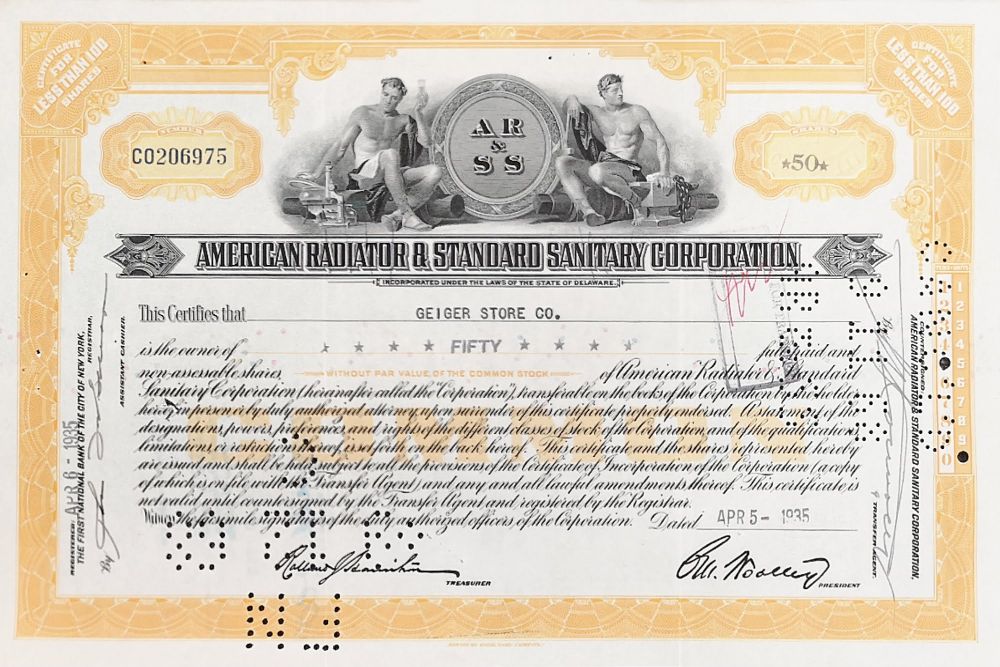 CERTIFICATE
FOR
LESS THAN 100
SHARES
CERTIFICATE
FOR
LESS THAN 100
SHARES
NUMBER
CO206975
AR
&
SS
SHARES
★50★
AMERICAN RADIATOR & STANDARD SANITARY CORPORATION
INCORPORATED UNDER THE LAWS OF THE STATE OF DELAWARE.
This Certifies that GEIGER STORE CO.
is the owner of ★ ★ ★ ★ FIFTY ★ ★ ★ ★ ★ full paid and
non-assessable shares WITHOUT PAR VALUE, OF THE COMMON STOCK of American Radiator & Standard
Sanitary Corporation (hereinafter called the "Corporation"), transferable on the books of the Corporation by the holder
hereof in person or by duly authorized attorney, upon surrender of this certificate properly endorsed. A statement of the
designations, powers, preferences, and rights of the different classes of stock of the Corporation and of the qualifications,
limitations, or restrictions thereof, is set forth on the back hereof. This certificate and the shares represented hereby
are issued and shall be held subject to all the provisions of the Certificate of Incorporation of the Corporation (a copy
of which is on file with the Transfer Agent) and any and all lawful amendments thereof. This certificate is
not valid until countersigned by the Transfer Agent and registered by the Registrar.
Witness the facsimile signatures of the duly authorized officers of the Corporation. Dated APR 5 - 1935
COMMON
TREASURER
PRESIDENT
REGISTERED: APR 6 1935
THE FIRST NATIONAL BANK OF THE CITY OF NEW YORK,
REGISTRAR,
By
ASSISTANT CASHIER.
COUNTERSIGNED:
AMERICAN RADIATOR & STANDARD SANITARY CORPORATION,
By
TRANSFER AGENT.
1
2
3
4
5
6
7
8
9
0